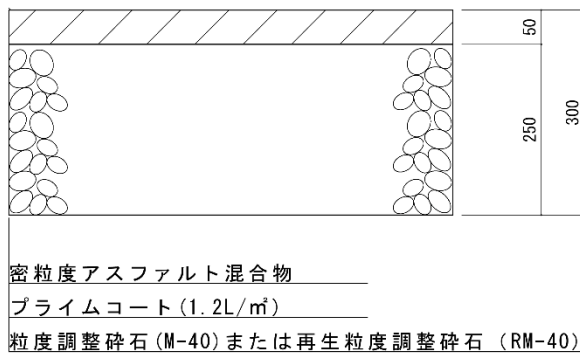 50
250
300
密粒度アスファルト混合物
プライムコート(1.2L/㎡)
粒度調整砕石(M-40)または再生粒度調整砕石 (RM-40)